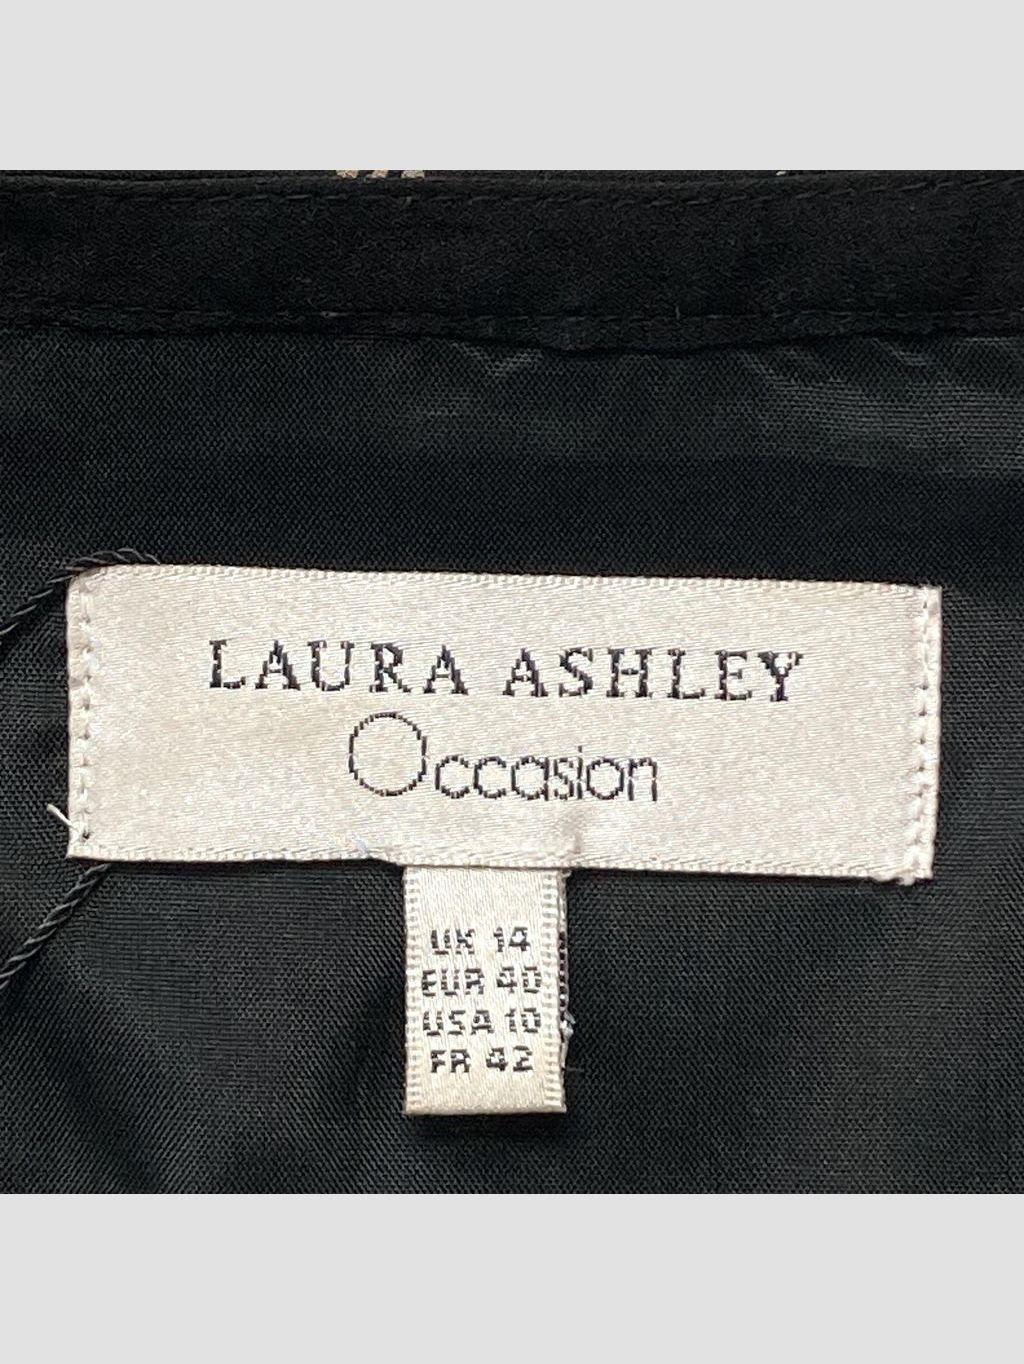 LAURA ASHLEY
Occasion
UK 14
EUR 40
USA 10
FR 42